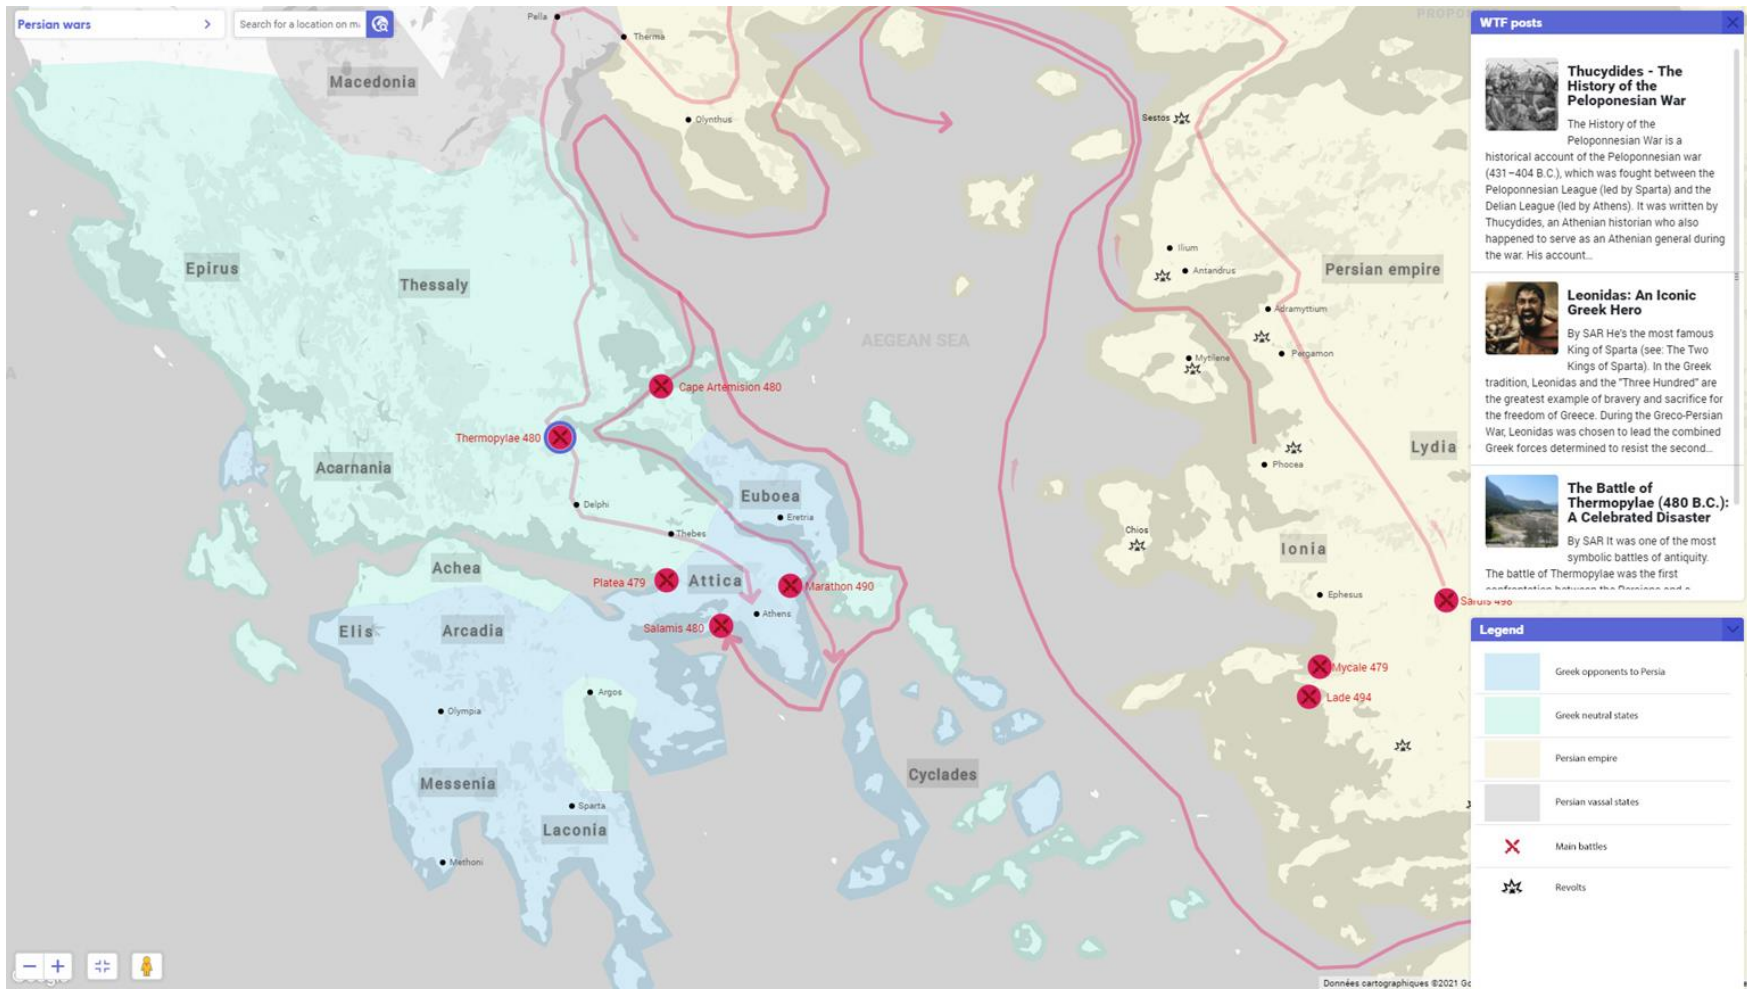 Persian wars
Search for a location on m
Pella
Therma
Macedonia
Olynthus
Sestos
Epirus
Thessaly
Ilium
Antandrus
Persian empire
Adramyttium
AEGEAN SEA
Mytilene
Pergamon
Cape Artemision 480
Thermopylae 480
Lydia
Acarnania
Phocea
Euboea
Delphi
Eretria
Thebes
Chios
Ionia
Achea
Platea 479
Attica
Marathon 490
Ephesus
Sardis 498
Athens
Salamis 480
Elis
Arcadia
Mycale 479
Argos
Lade 494
Olympia
Cyclades
Messenia
Sparta
Laconia
Methoni
Google
Données cartographiques ©2021 Go
WTF posts
Thucydides - The
History of the
Peloponesian War
The History of the
Peloponnesian War is a
historical account of the Peloponnesian war
(431–404 B.C.), which was fought between the
Peloponnesian League (led by Sparta) and the
Delian League (led by Athens). It was written by
Thucydides, an Athenian historian who also
happened to serve as an Athenian general during
the war. His account...
Leonidas: An Iconic
Greek Hero
By SAR He's the most famous
King of Sparta (see: The Two
Kings of Sparta). In the Greek
tradition, Leonidas and the "Three Hundred" are
the greatest example of bravery and sacrifice for
the freedom of Greece. During the Greco-Persian
War, Leonidas was chosen to lead the combined
Greek forces determined to resist the second...
The Battle of
Thermopylae (480 B.C.):
A Celebrated Disaster
By SAR It was one of the most
symbolic battles of antiquity.
The battle of Thermopylae was the first
confrontation between the Persians and a
Legend
Greek opponents to Persia
Greek neutral states
Persian empire
Persian vassal states
Main battles
Revolts